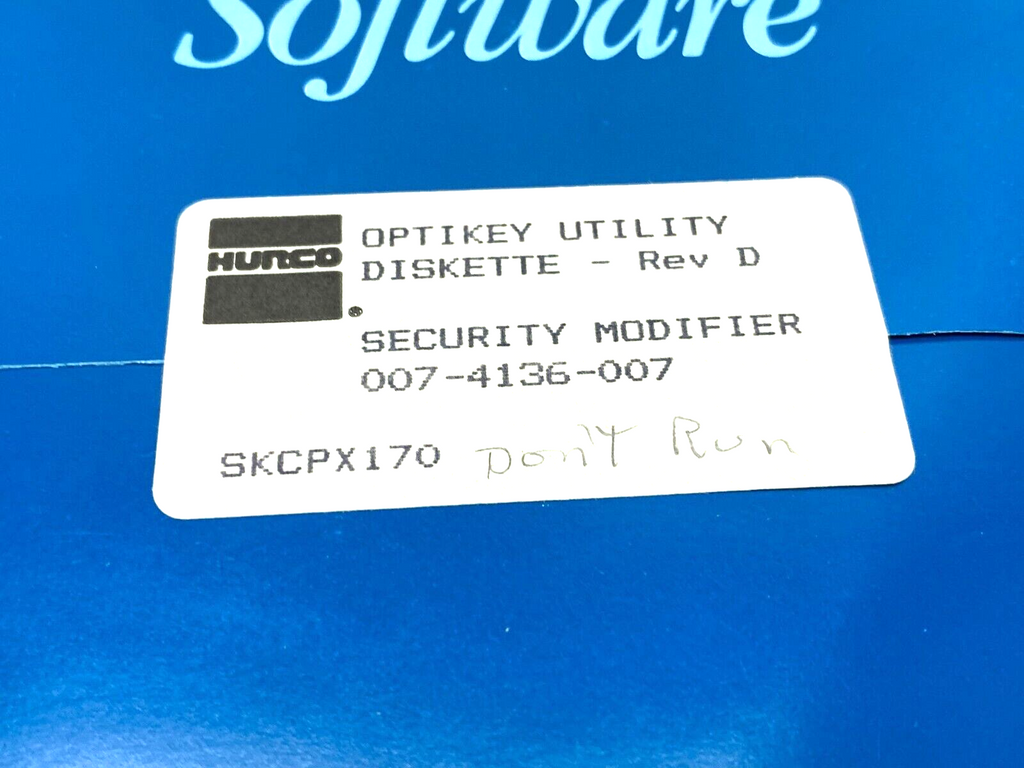 Software
HURCO®
OPTIKEY UTILITY
DISKETTE - Rev D
SECURITY MODIFIER
007-4136-007
SKCPX170 Don't Run